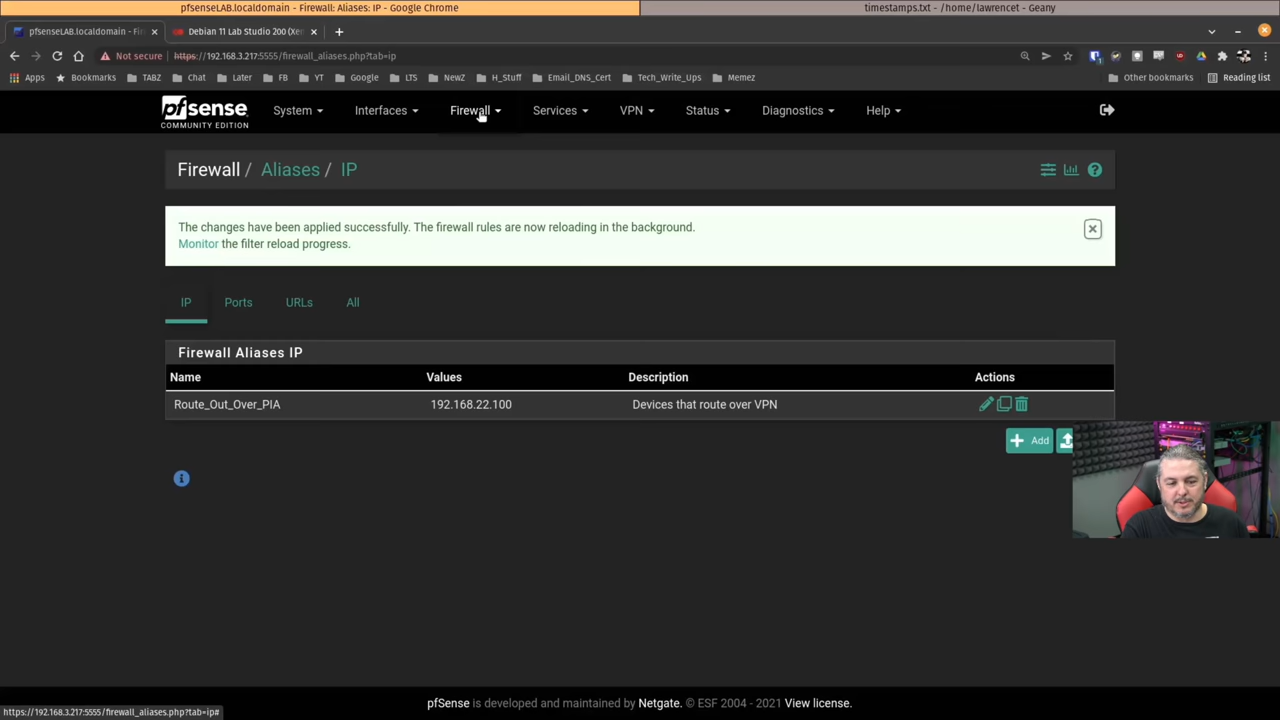 pfsenseLAB.localdomain - Firewall: Aliases: IP - Google Chrome
timestamps.txt - /home/lawrencet - Geany
pfsenseLAB.localdomain - Fi
Debian 11 Lab Studio 200 (Xen
Not secure
https://192.168.3.217:5555/firewall_aliases.php?tab=ip
Apps
Bookmarks
TABZ
Chat
Later
FB
YT
Google
LTS
NewZ
H_Stuff
Email_DNS_Cert
Tech_Write_Ups
Memez
Other bookmarks
Reading list
pfsense
COMMUNITY EDITION
System
Interfaces
Firewall
Services
VPN
Status
Diagnostics
Help
Firewall / Aliases / IP
The changes have been applied successfully. The firewall rules are now reloading in the background.
Monitor the filter reload progress.
IP
Ports
URLs
All
Firewall Aliases IP
Name Values Description Actions
Route_Out_Over_PIA 192.168.22.100 Devices that route over VPN
Add
https://192.168.3.217:5555/firewall_aliases.php?tab=ip#
pfSense is developed and maintained by Netgate. © ESF 2004 - 2021 View license.